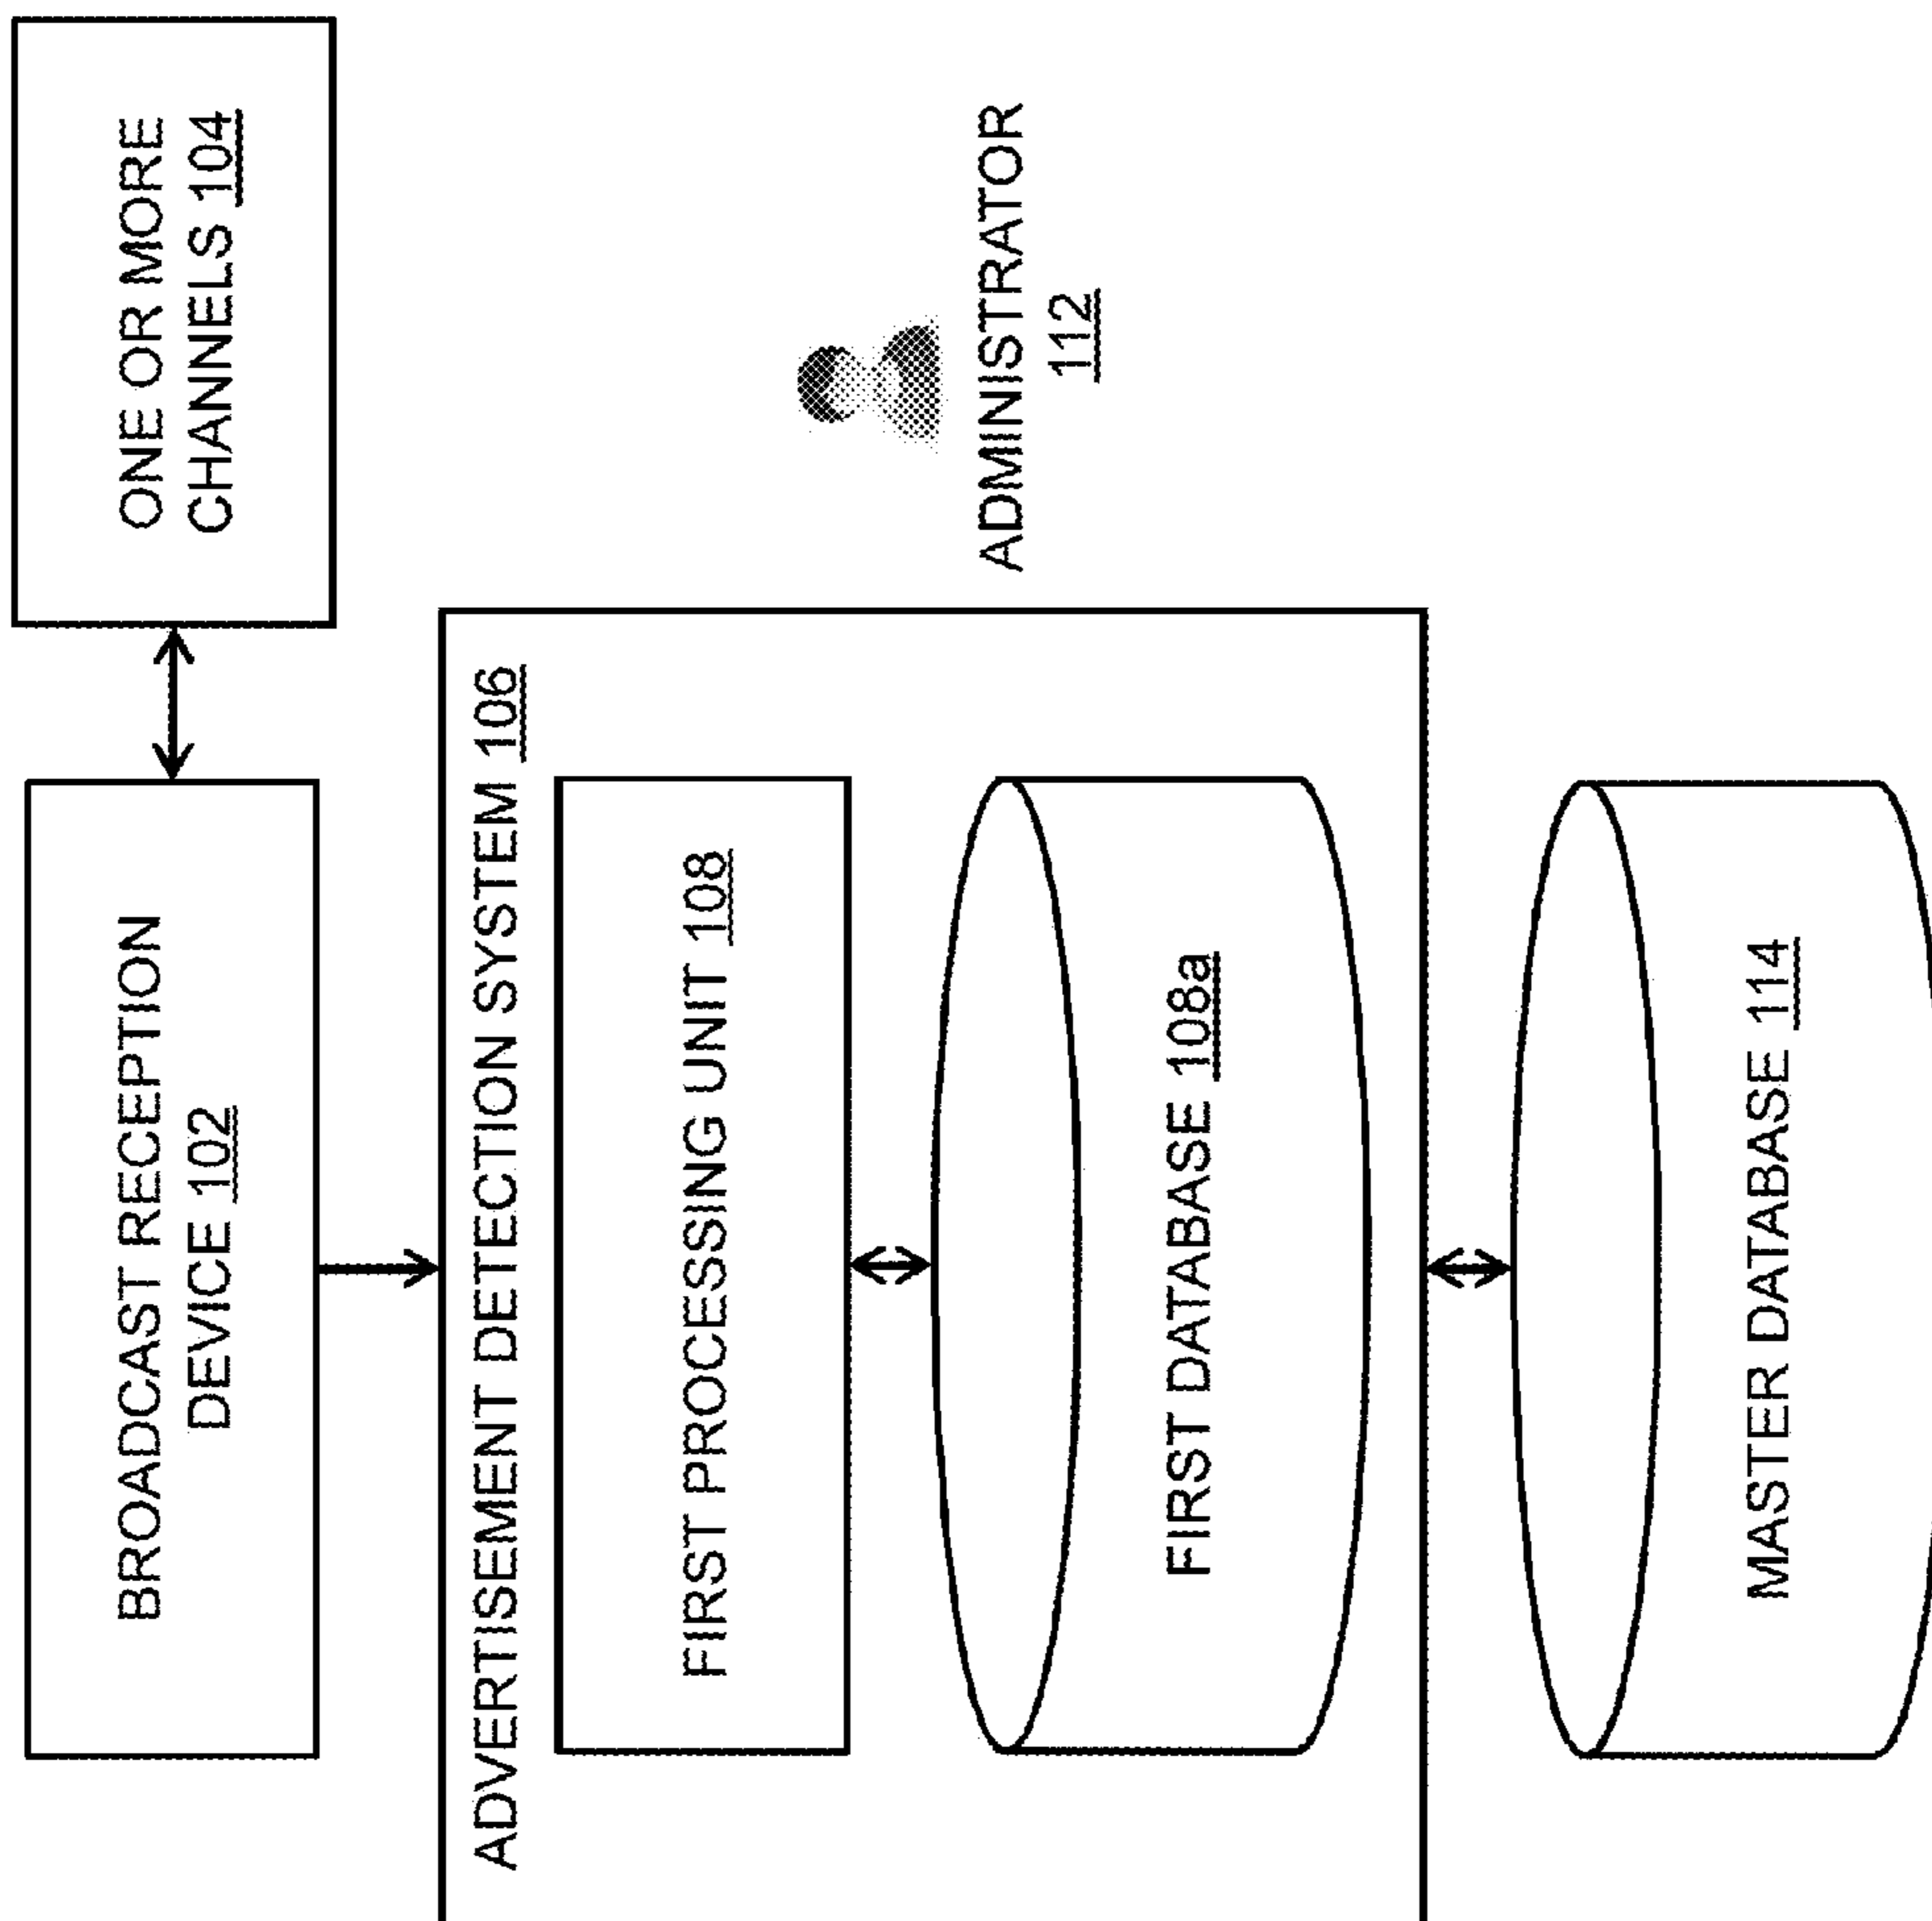 ONE OR MORE
CHANNELS 104
BROADCAST RECEPTION
DEVICE 102
ADVERTISEMENT DETECTION SYSTEM 106
FIRST PROCESSING UNIT 108
FIRST DATABASE 108a
ADMINISTRATOR
112
MASTER DATABASE 114